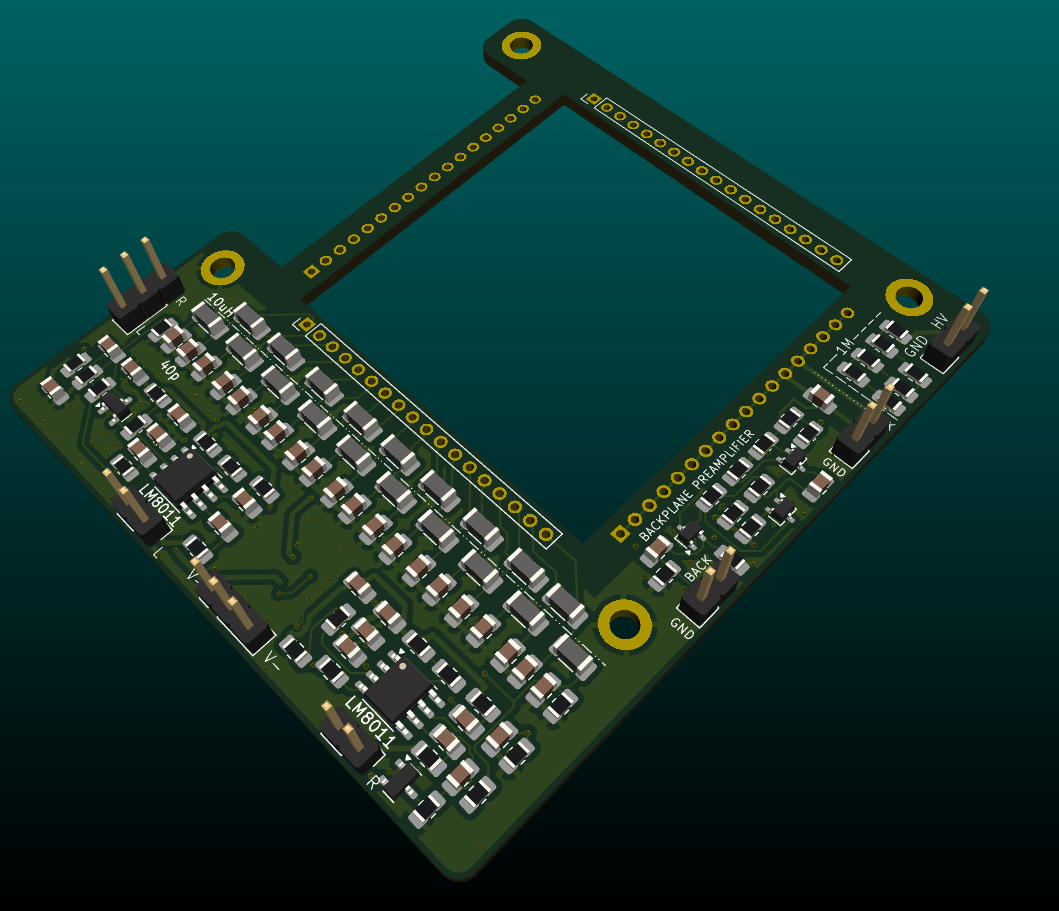 R
10uH
40p
LM8011
L
V-
V-
LM8011
R
1M
HV
GND
K
GND
BACKPLANE PREAMPLIFIER
BACK
GND